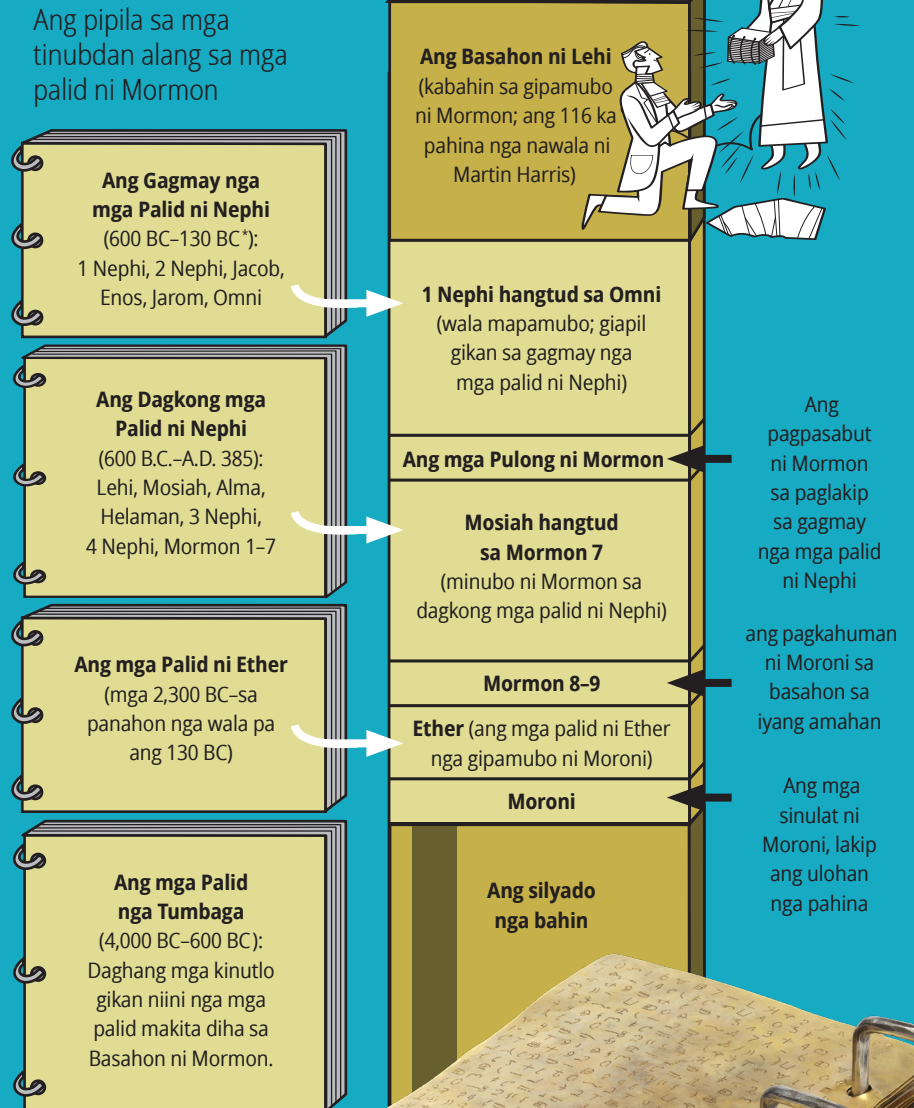 Ang pipila sa mga
tinubdan alang sa mga
palid ni Mormon
Ang Gagmay nga
mga Palid ni Nephi
(600 BC–130 BC*):
1 Nephi, 2 Nephi, Jacob,
Enos, Jarom, Omni
Ang Dagkong mga
Palid ni Nephi
(600 B.C.–A.D. 385):
Lehi, Mosiah, Alma,
Helaman, 3 Nephi,
4 Nephi, Mormon 1–7
Ang mga Palid ni Ether
(mga 2,300 BC–sa
panahon nga wala pa
ang 130 BC)
Ang mga Palid
nga Tumbaga
(4,000 BC–600 BC):
Daghang mga kinutlo
gikan niini nga mga
palid makita diha sa
Basahon ni Mormon.
Ang Basahon ni Lehi
(kabahin sa gipamubo
ni Mormon; ang 116 ka
pahina nga nawala ni
Martin Harris)
1 Nephi hangtud sa Omni
(wala mapamubo; giapil
gikan sa gagmay nga
mga palid ni Nephi)
Ang mga Pulong ni Mormon
Mosiah hangtud
sa Mormon 7
(minubo ni Mormon sa
dagkong mga palid ni Nephi)
Mormon 8–9
Ether (ang mga palid ni Ether
nga gipamubo ni Moroni)
Moroni
Ang silyado
nga bahin
Ang
pagpasabut
ni Mormon
sa paglakip
sa gagmay
nga mga palid
ni Nephi
ang pagkahuman
ni Moroni sa
basahon sa
iyang amahan
Ang mga
sinulat ni
Moroni, lakip
ang ulohan
nga pahina